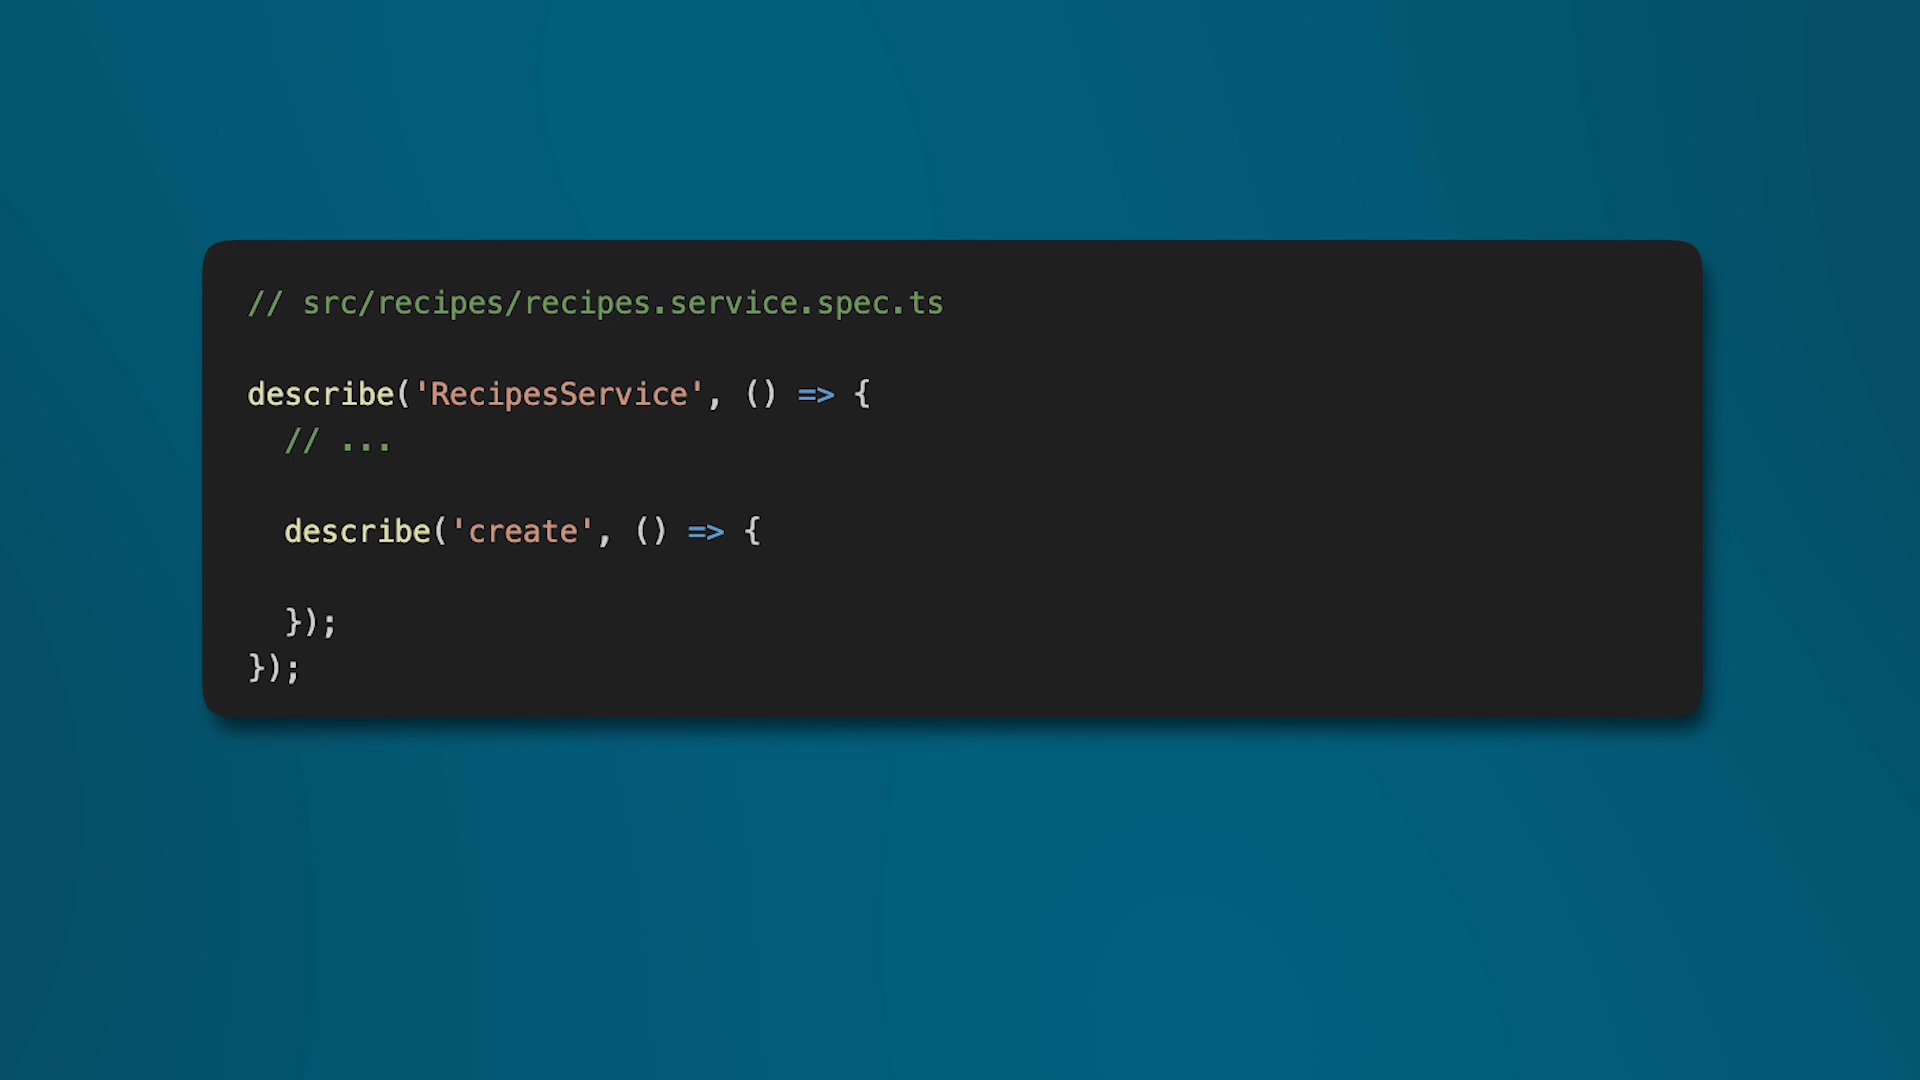 // src/recipes/recipes.service.spec.ts
describe('RecipesService', () => {
  // ...
  describe('create', () => {
  });
});